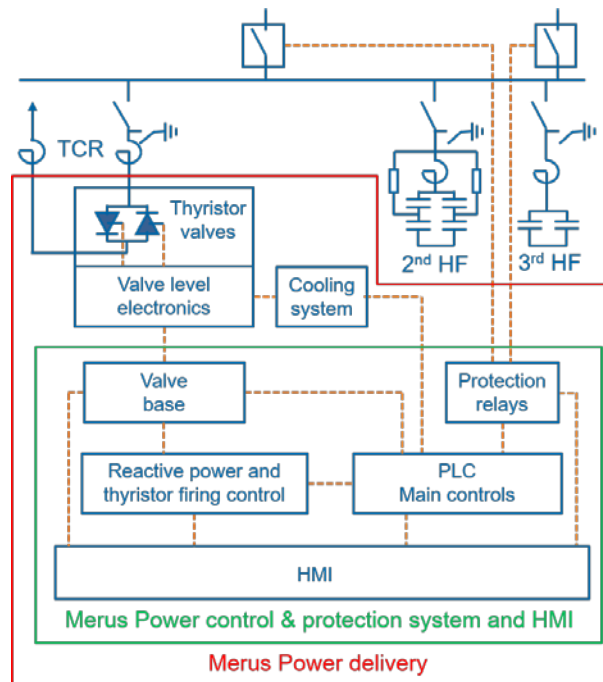 TCR
Thyristor
valves
2nd HF
3rd HF
Valve level
electronics
Cooling
system
Valve
base
Protection
relays
Reactive power and
thyristor firing control
PLC
Main controls
HMI
Merus Power control & protection system and HMI
Merus Power delivery